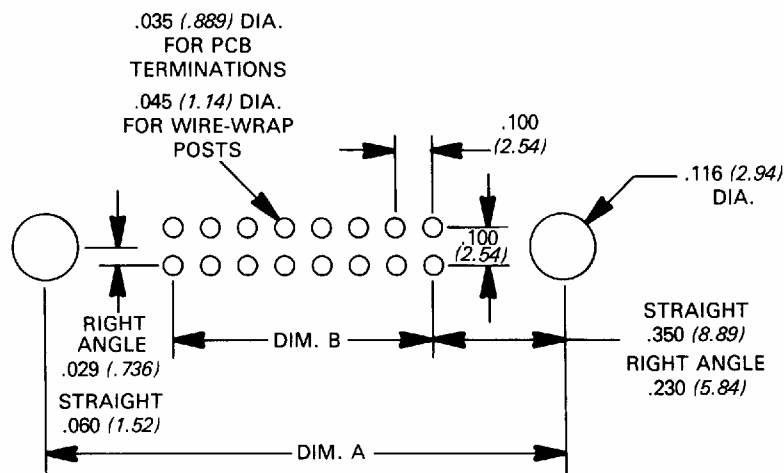 .035 (.889) DIA.
FOR PCB
TERMINATIONS
.045 (1.14) DIA.
FOR WIRE-WRAP
POSTS
.100
(2.54)
.116 (2.94)
DIA.
.100
(2.54)
RIGHT
ANGLE
.029 (.736)
STRAIGHT
.060 (1.52)
DIM. B
STRAIGHT
.350 (8.89)
RIGHT ANGLE
.230 (5.84)
DIM. A